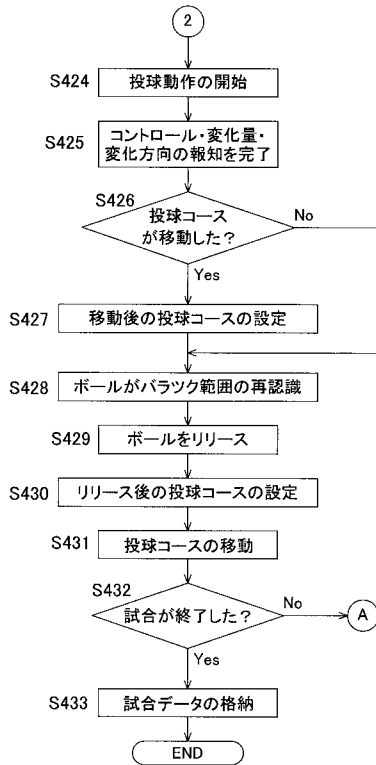 2
S424
投球動作の開始
S425
コントロール・変化量・
変化方向の報知を完了
S426
投球コース
が移動した？
No
Yes
S427
移動後の投球コースの設定
S428
ボールがバラツク範囲の再認識
S429
ボールをリリース
S430
リリース後の投球コースの設定
S431
投球コースの移動
S432
試合が終了した？
No
A
Yes
S433
試合データの格納
END